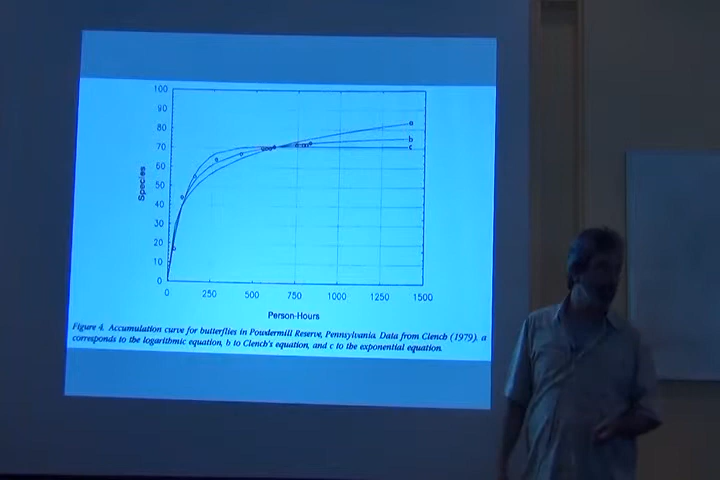 100
90
80
70
60
50
40
30
20
10
0
Species
a
b
c
0 250 500 750 1000 1250 1500
Person-Hours
Figure 4. Accumulation curve for butterflies in Powdermill Reserve, Pennsylvania. Data from Clench (1979). a
corresponds to the logarithmic equation, b to Clench's equation, and c to the exponential equation.